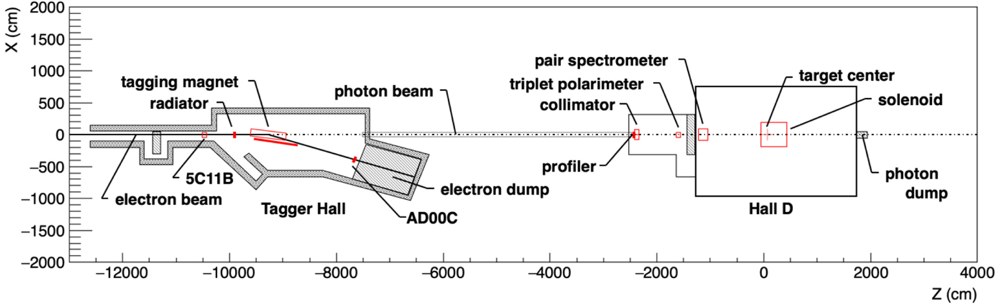 X (cm)
2000
1500
1000
500
0
−500
−1000
−1500
−2000
tagging magnet
radiator
photon beam
pair spectrometer
triplet polarimeter
collimator
target center
solenoid
5C11B
electron beam
Tagger Hall
electron dump
AD00C
profiler
Hall D
photon
dump
−12000
−10000
−8000
−6000
−4000
−2000
0
2000
4000
Z (cm)